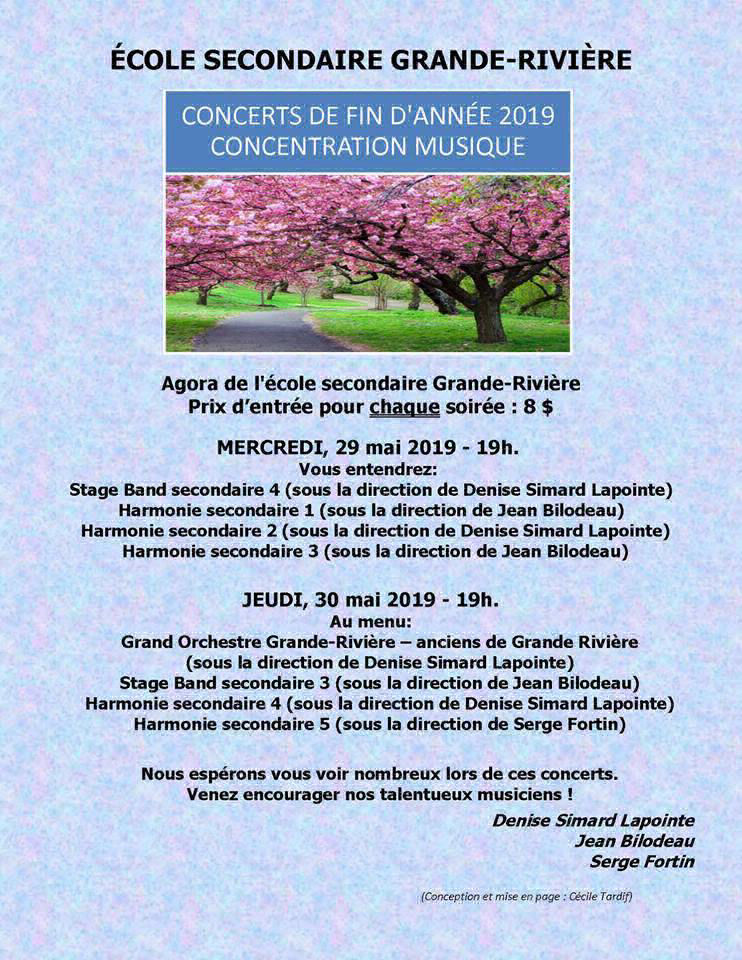 ÉCOLE SECONDAIRE GRANDE-RIVIÈRE
CONCERTS DE FIN D'ANNÉE 2019
CONCENTRATION MUSIQUE
Agora de l'école secondaire Grande-Rivière
Prix d’entrée pour chaque soirée : 8 $
MERCREDI, 29 mai 2019 - 19h.
Vous entendrez:
Stage Band secondaire 4 (sous la direction de Denise Simard Lapointe)
Harmonie secondaire 1 (sous la direction de Jean Bilodeau)
Harmonie secondaire 2 (sous la direction de Denise Simard Lapointe)
Harmonie secondaire 3 (sous la direction de Jean Bilodeau)
JEUDI, 30 mai 2019 - 19h.
Au menu:
Grand Orchestre Grande-Rivière – anciens de Grande Rivière
(sous la direction de Denise Simard Lapointe)
Stage Band secondaire 3 (sous la direction de Jean Bilodeau)
Harmonie secondaire 4 (sous la direction de Denise Simard Lapointe)
Harmonie secondaire 5 (sous la direction de Serge Fortin)
Nous espérons vous voir nombreux lors de ces concerts.
Venez encourager nos talentueux musiciens !
Denise Simard Lapointe
Jean Bilodeau
Serge Fortin
(Conception et mise en page : Cécile Tardif)